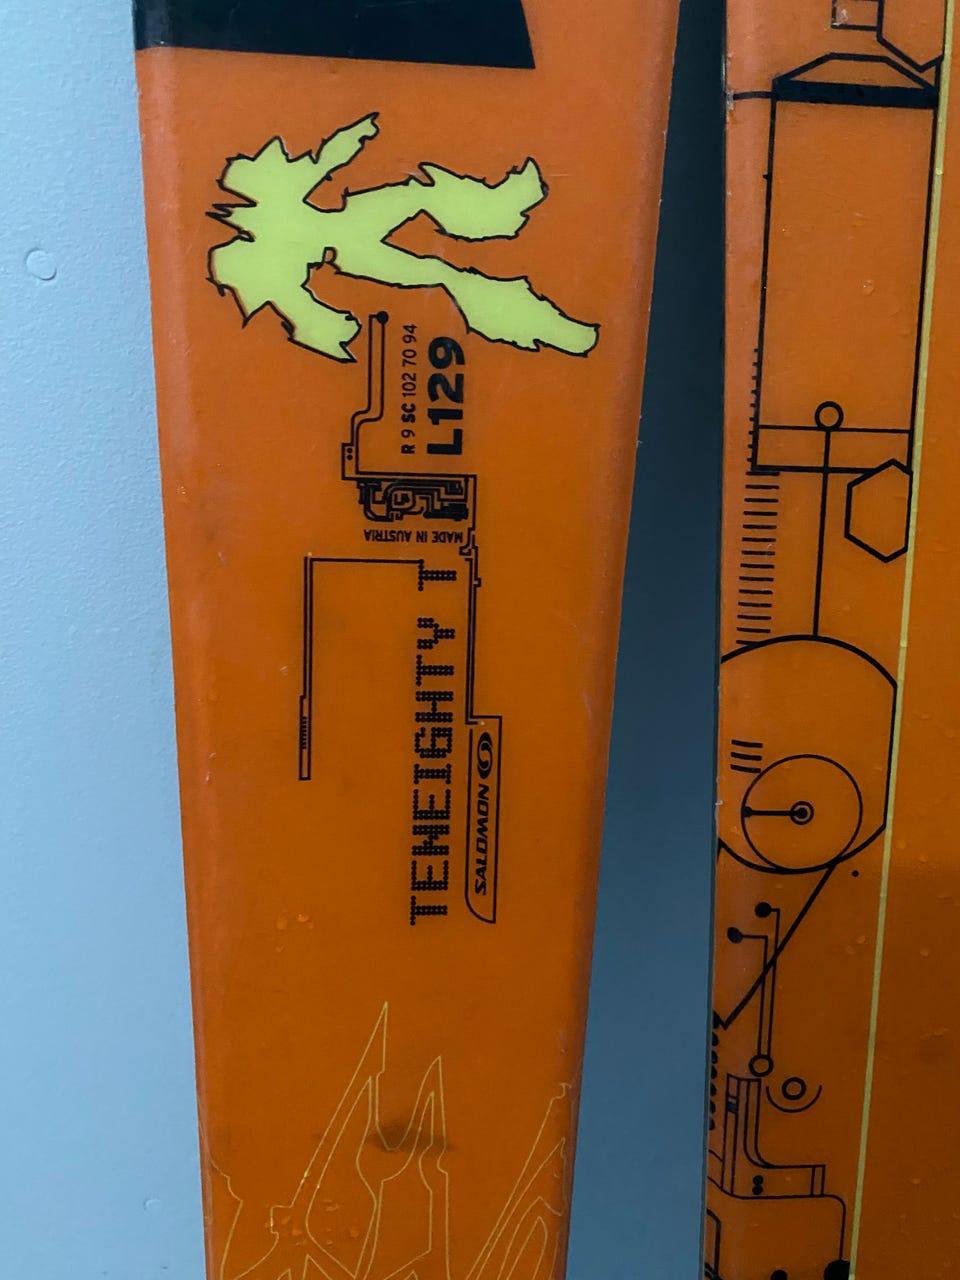 R 9 SC 102 70 94
L129
MADE IN AUSTRIA
TENEIGHTY T
SALOMON